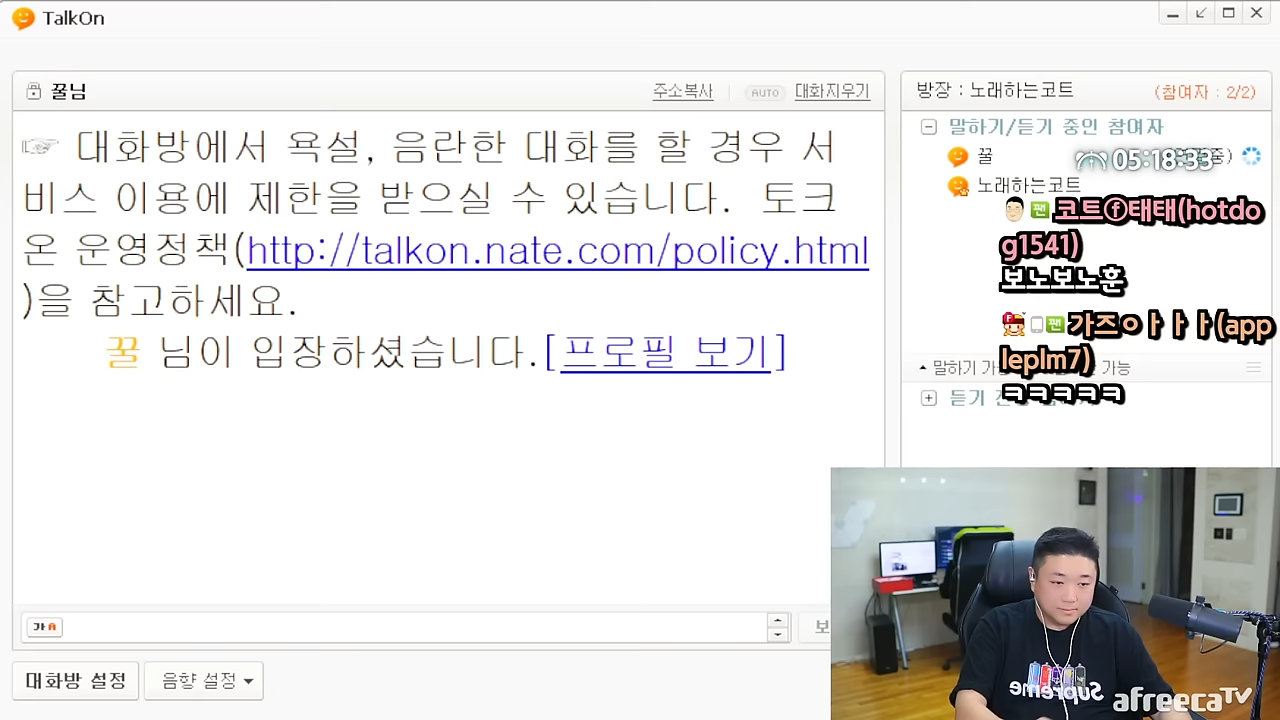 TalkOn
꿀님
주소복사
AUTO
대화지우기
☞ 대화방에서 욕설, 음란한 대화를 할 경우 서
비스 이용에 제한을 받으실 수 있습니다. 토크
온 운영정책(http://talkon.nate.com/policy.html
)을 참고하세요.
꿀 님이 입장하셨습니다.[프로필 보기]
가A
대화방 설정
음향 설정
방장 : 노래하는코트
(참여자 : 2/2)
말하기/듣기 중인 참여자
꿀
05:18:33
노래하는코트
팬 코트ⓕ태태(hotdo
g1541)
보노보노훈
팬 가즈ㅇㅏㅏㅏ(app
leplm7)
말하기 가
가능
ㅋㅋㅋㅋㅋ
듣기
Supreme
afreecaTV